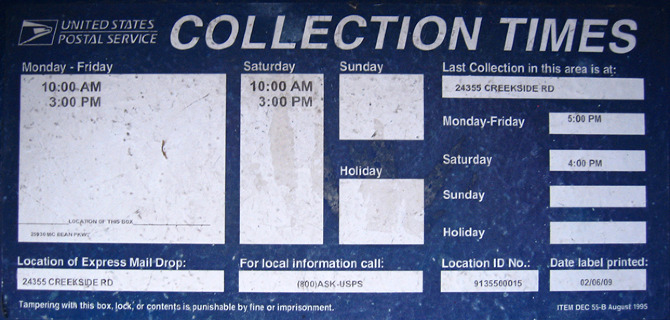 UNITED STATES
POSTAL SERVICE
COLLECTION TIMES
Monday - Friday
10:00 AM
3:00 PM
LOCATION OF THIS BOX
MC BEAN PKWY
Saturday
10:00 AM
3:00 PM
Sunday
Holiday
Last Collection in this area is at:
24355 CREEKSIDE RD
Monday-Friday 5:00 PM
Saturday 4:00 PM
Sunday
Holiday
Location of Express Mail Drop:
24355 CREEKSIDE RD
For local information call:
(800)ASK-USPS
Location ID No.:
9135500015
Date label printed:
02/06/09
Tampering with this box, lock, or contents is punishable by fine or imprisonment.
ITEM DEC 55-B August 1995